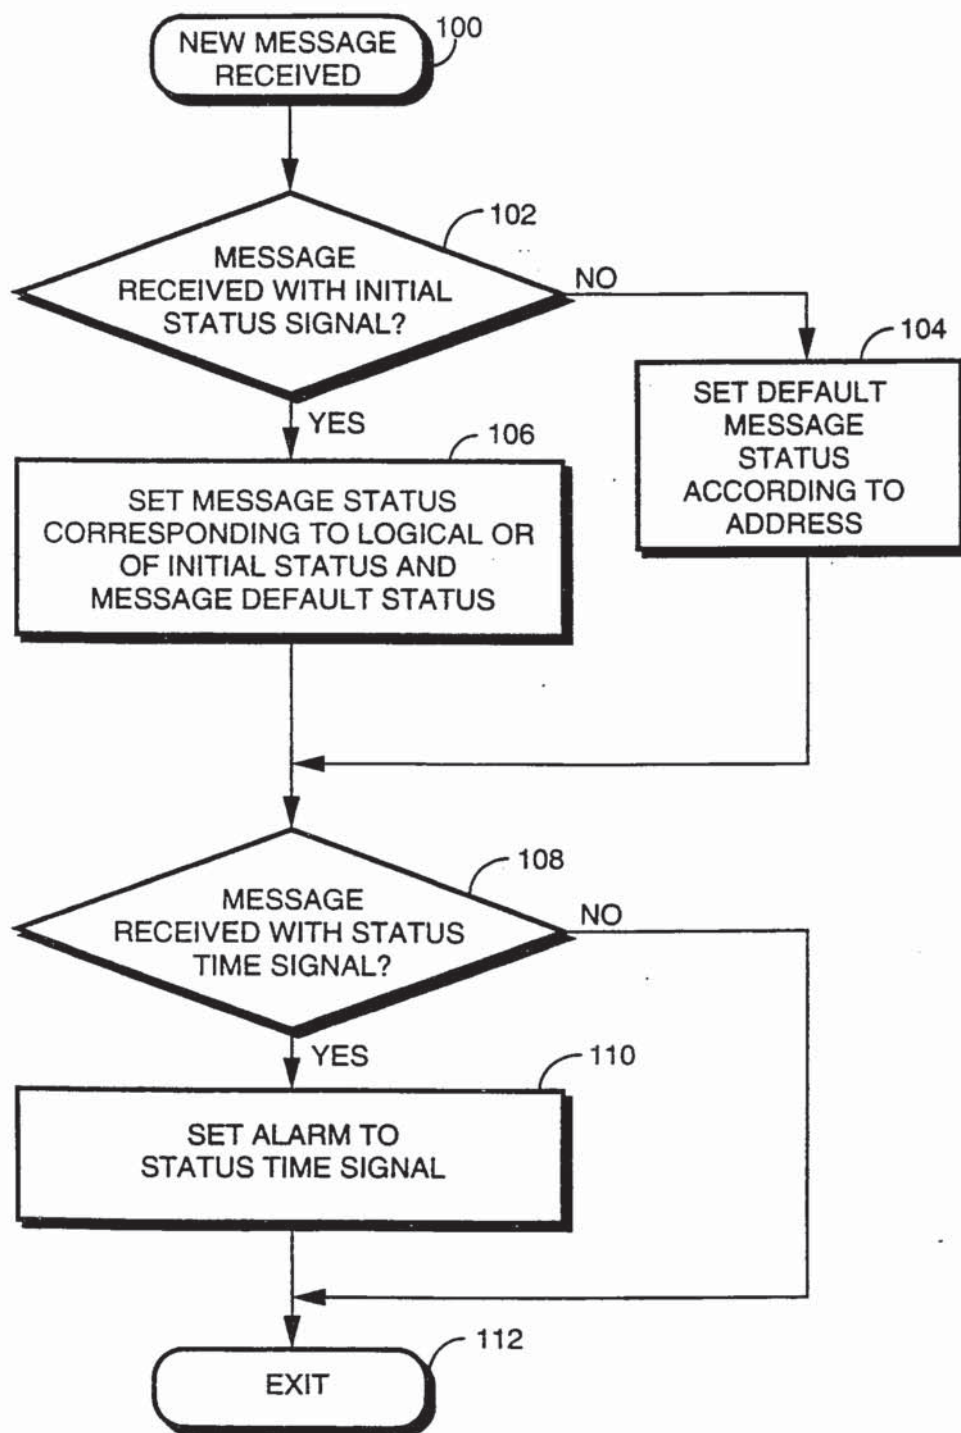 NEW MESSAGE
RECEIVED
100
102
MESSAGE
RECEIVED WITH INITIAL
STATUS SIGNAL?
NO
104
SET DEFAULT
MESSAGE
STATUS
ACCORDING TO
ADDRESS
YES
106
SET MESSAGE STATUS
CORRESPONDING TO LOGICAL OR
OF INITIAL STATUS AND
MESSAGE DEFAULT STATUS
108
MESSAGE
RECEIVED WITH STATUS
TIME SIGNAL?
NO
YES
110
SET ALARM TO
STATUS TIME SIGNAL
112
EXIT